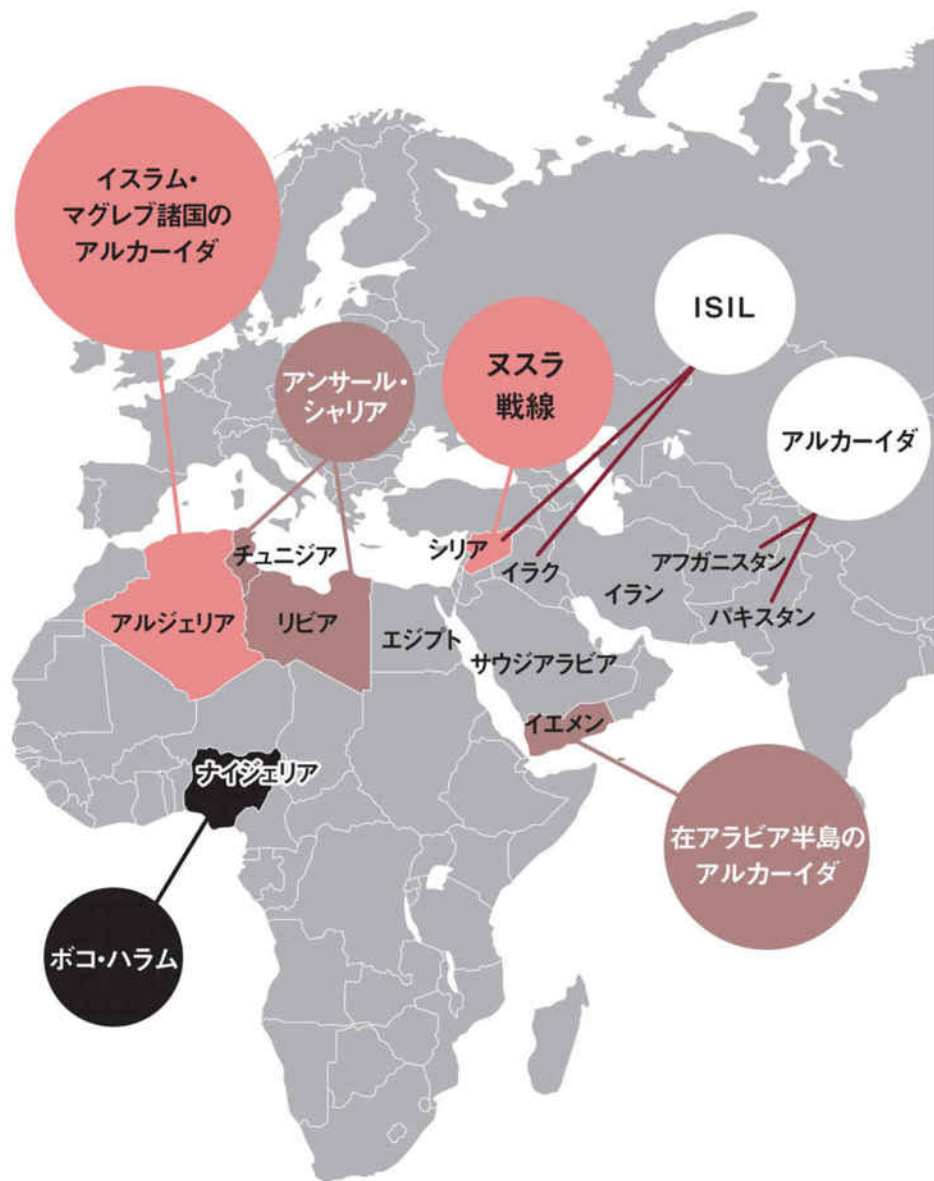 イスラム・
マグレブ諸国の
アルカーイダ
ISIL
アンサール・
シャリア
ヌスラ
戦線
アルカーイダ
チュニジア
シリア
イラク
アフガニスタン
イラン
パキスタン
アルジェリア
リビア
エジプト
サウジアラビア
イエメン
ナイジェリア
在アラビア半島の
アルカーイダ
ボコ・ハラム